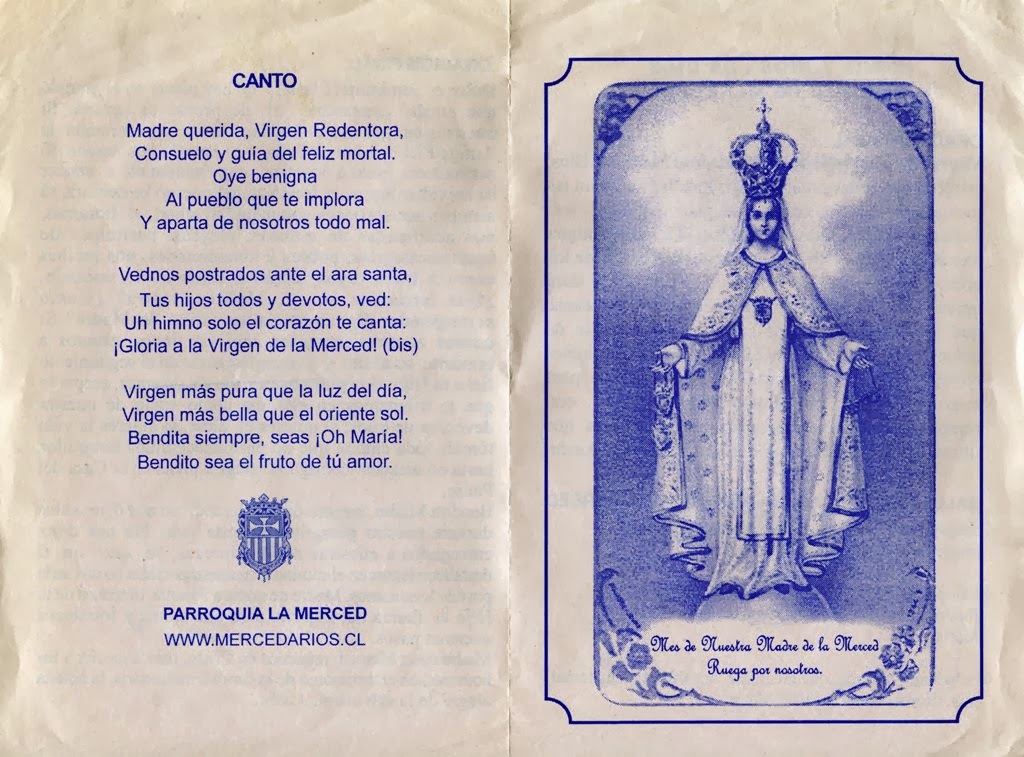 CANTO
Madre querida, Virgen Redentora,
Consuelo y guía del feliz mortal.
Oye benigna
Al pueblo que te implora
Y aparta de nosotros todo mal.
Vednos postrados ante el ara santa,
Tus hijos todos y devotos, ved:
Uh himno solo el corazón te canta:
¡Gloria a la Virgen de la Merced! (bis)
Virgen más pura que la luz del día,
Virgen más bella que el oriente sol.
Bendita siempre, seas ¡Oh María!
Bendito sea el fruto de tú amor.
PARROQUIA LA MERCED
WWW.MERCEDARIOS.CL
Mes de Nuestra Madre de la Merced
Ruega por nosotros.